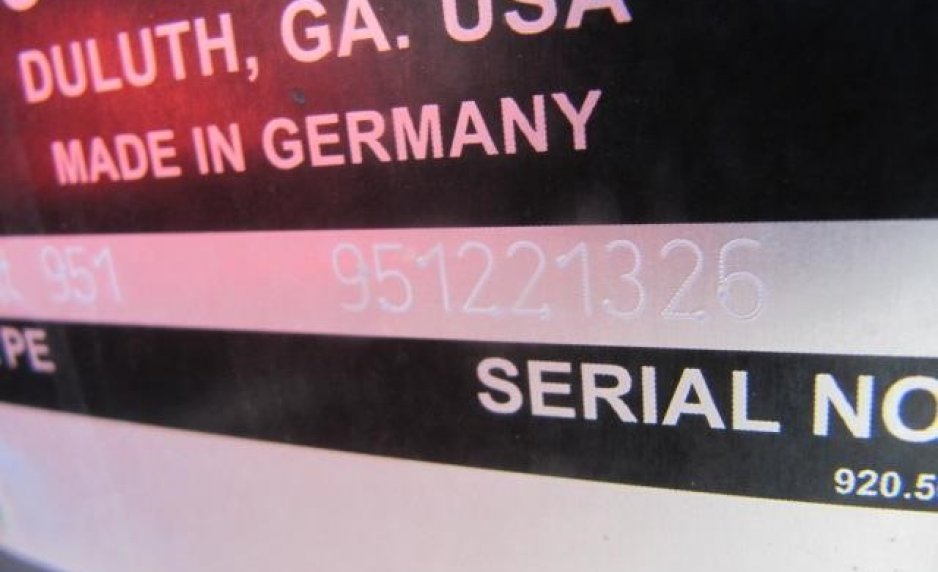 DULUTH, GA. USA
MADE IN GERMANY
951 951221326
PE SERIAL NO
920.5